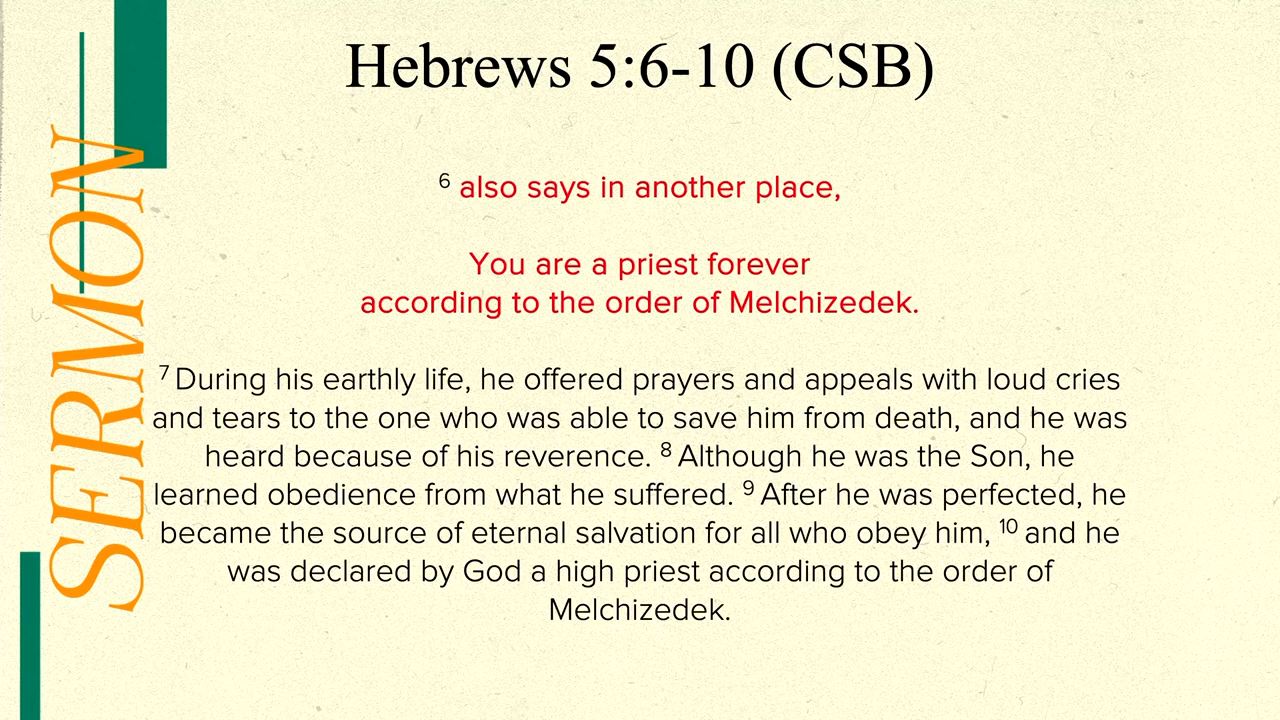 Hebrews 5:6-10 (CSB)
SERMON
6 also says in another place,
You are a priest forever
according to the order of Melchizedek.
7 During his earthly life, he offered prayers and appeals with loud cries
and tears to the one who was able to save him from death, and he was
heard because of his reverence. 8 Although he was the Son, he
learned obedience from what he suffered. 9 After he was perfected, he
became the source of eternal salvation for all who obey him, 10 and he
was declared by God a high priest according to the order of
Melchizedek.